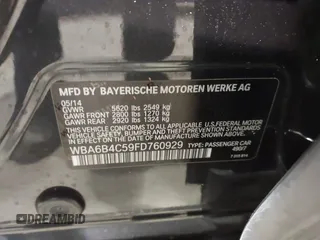 MFD BY BAYERISCHE MOTOREN WERKE AG
05/14
GVWR 5620 lbs 2549 kg
GAWR FRONT 2800 lbs 1270 kg
GAWR REAR 2920 lbs 1324 kg
THIS VEHICLE CONFORMS TO ALL APPLICABLE U.S.FEDERAL MOTOR
VEHICLE SAFETY, BUMPER AND THEFT
PREVENTION STANDARDS IN EFFECT ON THE
DATE OF MANUFACTURE SHOWN ABOVE.
WBA6B4C59FD760929 TYPE: PASSENGER CAR
DREAMBID